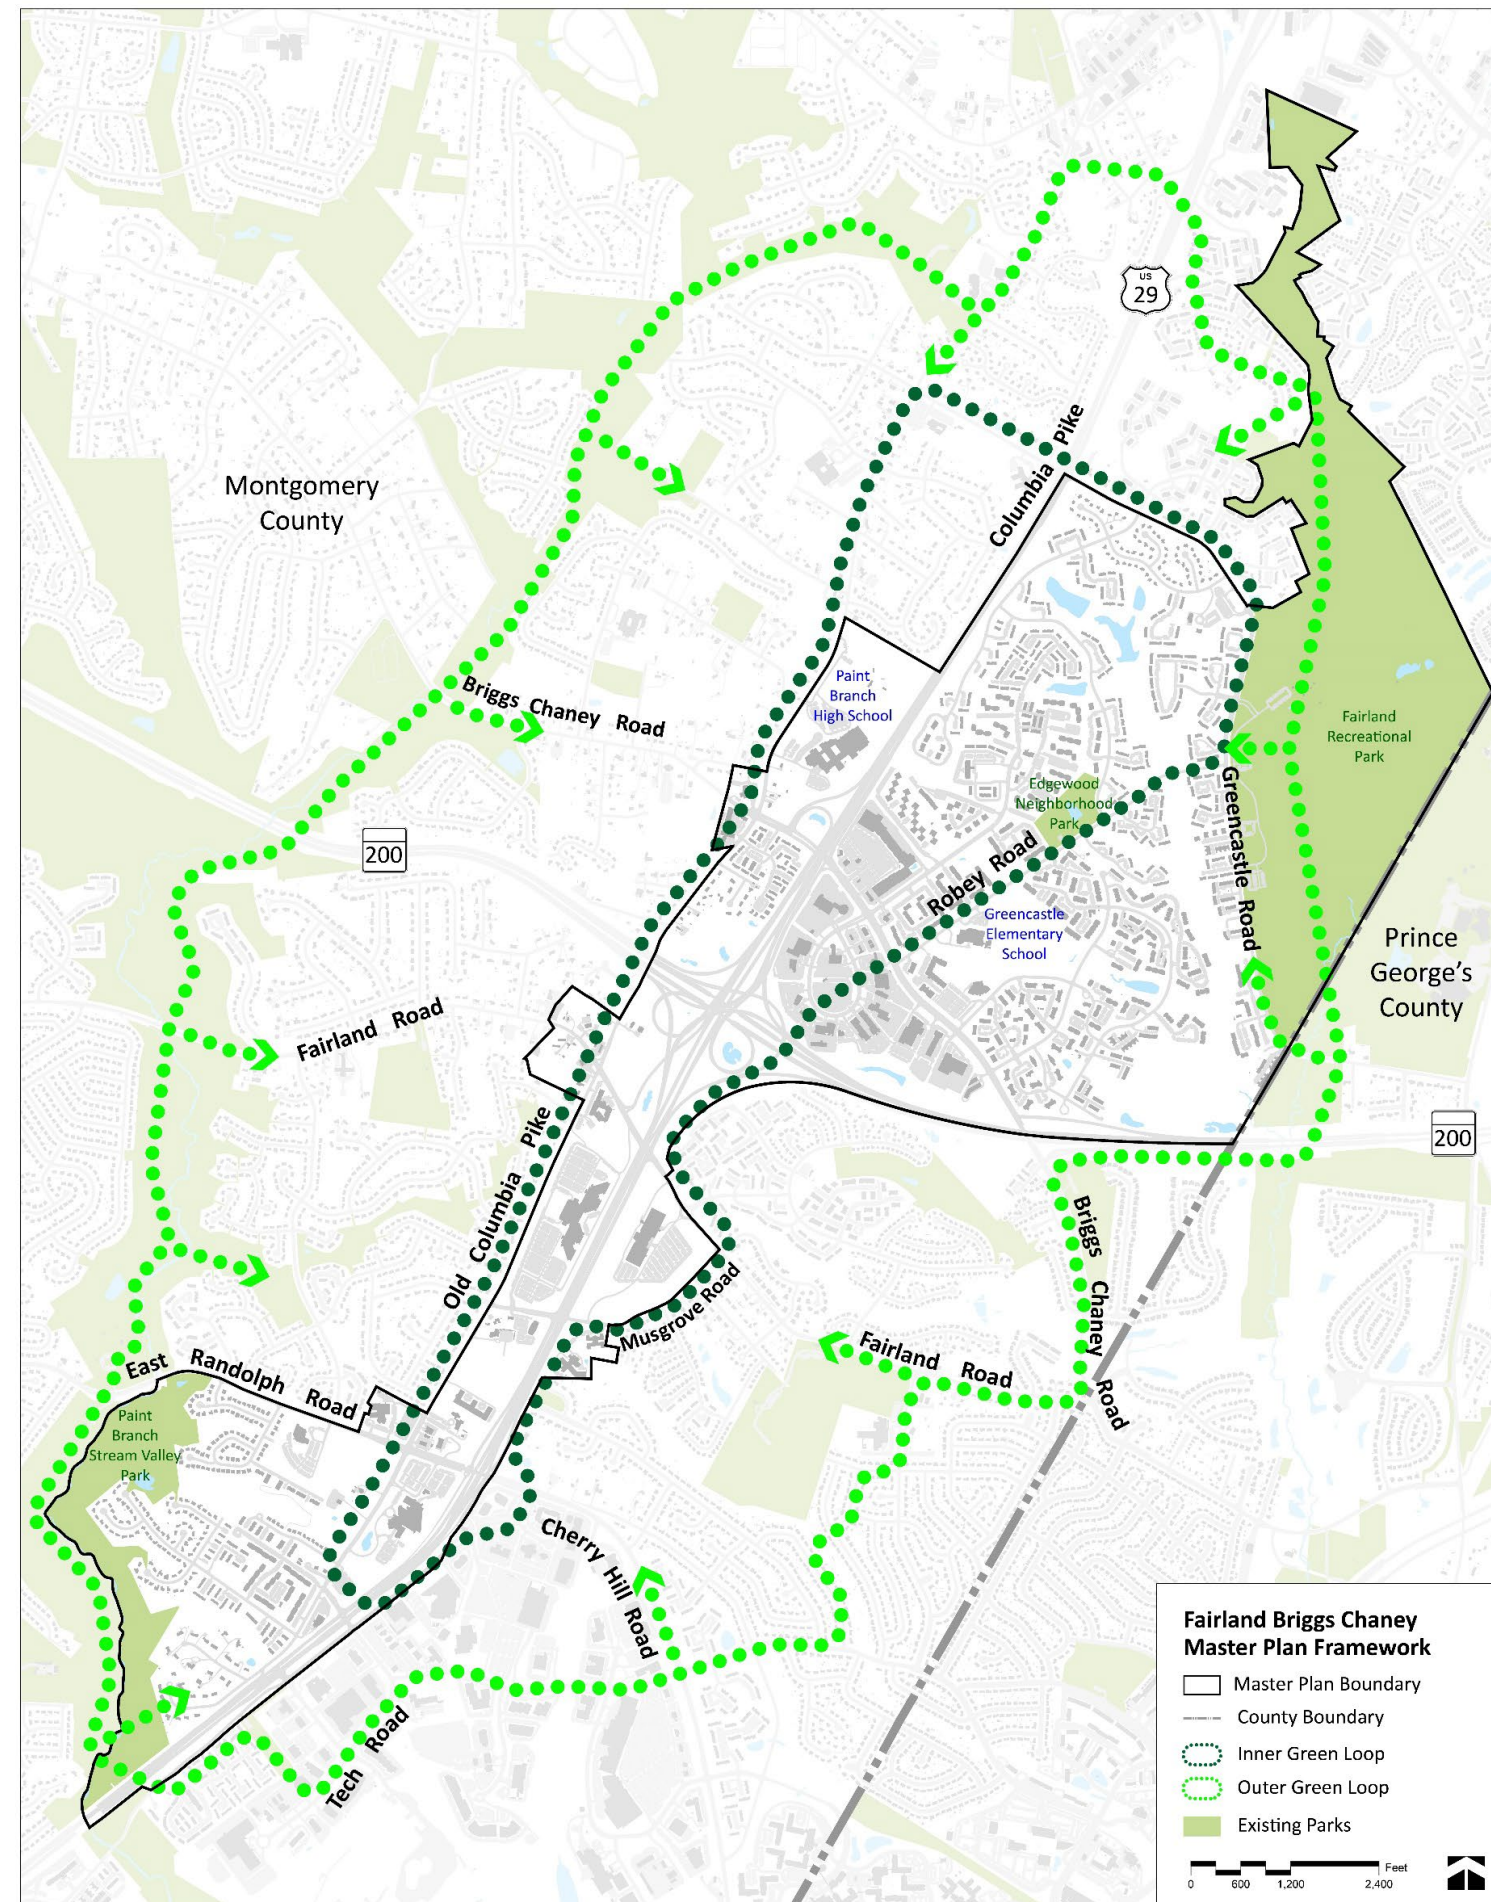 US
29
Columbia Pike
Montgomery
County
Paint
Branch
High School
Briggs Chaney Road
Fairland
Recreational
Park
Edgewood
Neighborhood
Park
Greencastle Road
200
Robey Road
Greencastle
Elementary
School
Prince
George’s
County
Fairland Road
Old Columbia Pike
200
Briggs Chaney Road
Musgrove Road
Fairland Road
East Randolph Road
Paint
Branch
Stream Valley
Park
Cherry Hill Road
Tech Road
Fairland Briggs Chaney
Master Plan Framework
Master Plan Boundary
County Boundary
Inner Green Loop
Outer Green Loop
Existing Parks
Feet
0 600 1,200 2,400